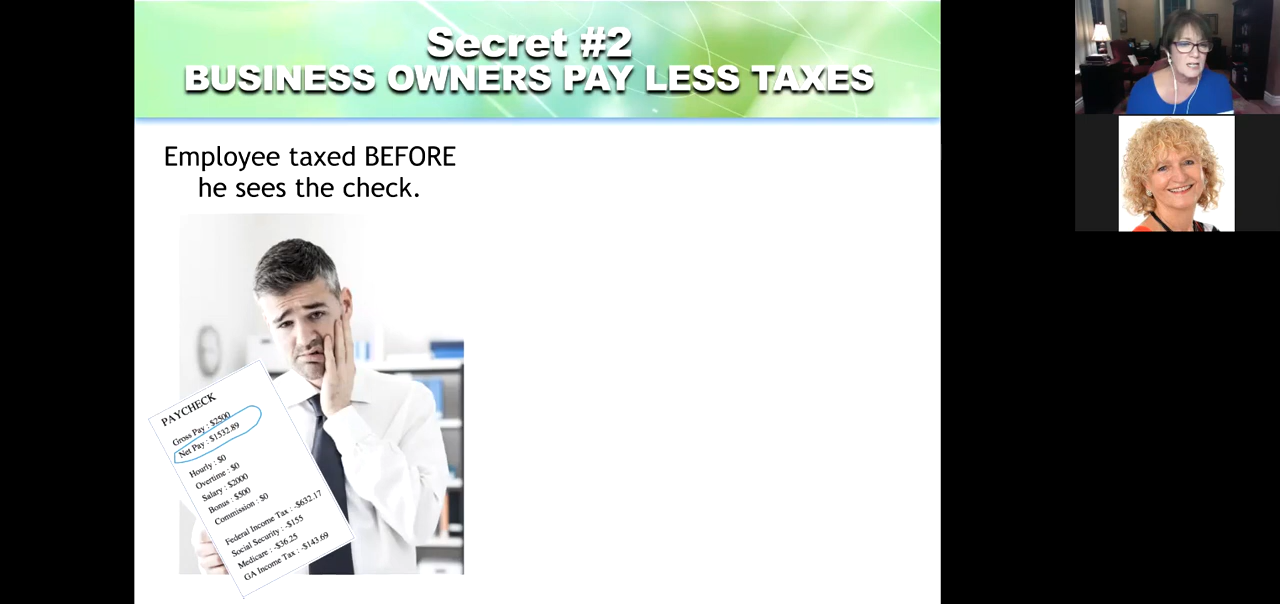 Secret #2
BUSINESS OWNERS PAY LESS TAXES
Employee taxed BEFORE
he sees the check.
PAYCHECK
Gross Pay : $2500
Net Pay : $1532.89
Hourly : $0
Overtime : $0
Salary : $2000
Bonus : $500
Commission : $0
Federal Income Tax : -$632.17
Social Security : -$155
Medicare : -$36.25
GA Income Tax : -$143.69